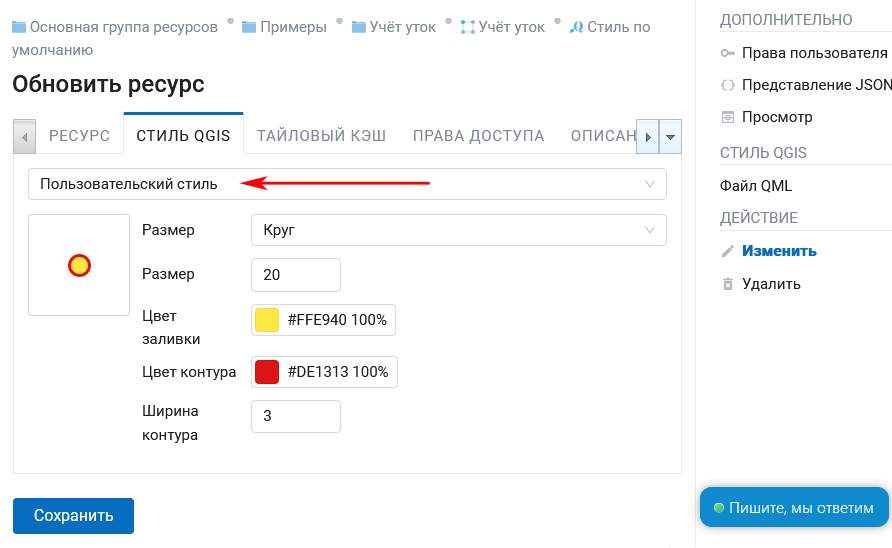 Основная группа ресурсов Примеры Учёт уток Учёт уток Стиль по
умолчанию
Обновить ресурс
РЕСУРС СТИЛЬ QGIS ТАЙЛОВЫЙ КЭШ ПРАВА ДОСТУПА ОПИСАН
Пользовательский стиль
Размер Круг
Размер 20
Цвет
заливки
#FFE940 100%
Цвет контура #DE1313 100%
Ширина
контура
3
Сохранить
ДОПОЛНИТЕЛЬНО
Права пользователя
Представление JSON
Просмотр
СТИЛЬ QGIS
Файл QML
ДЕЙСТВИЕ
Изменить
Удалить
Пишите, мы ответим